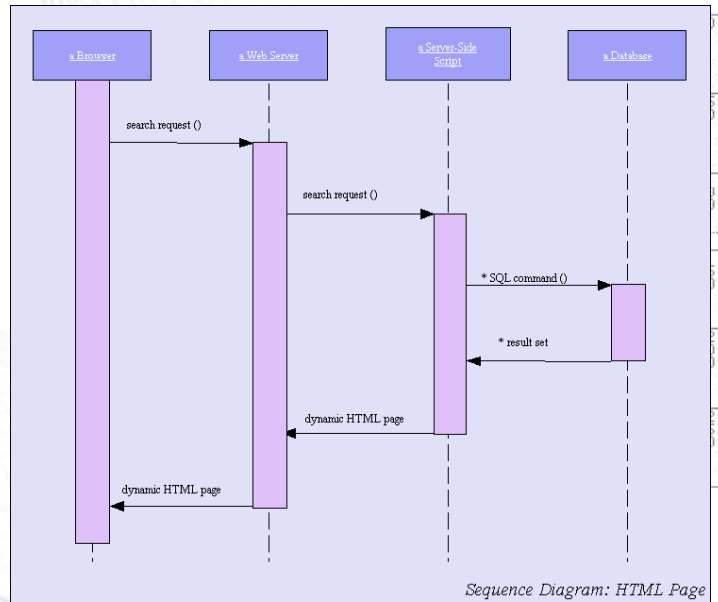 a Browser
a Web Server
a Server-Side
Script
a Database
search request ()
search request ()
* SQL command ()
* result set
dynamic HTML page
dynamic HTML page
Sequence Diagram: HTML Page